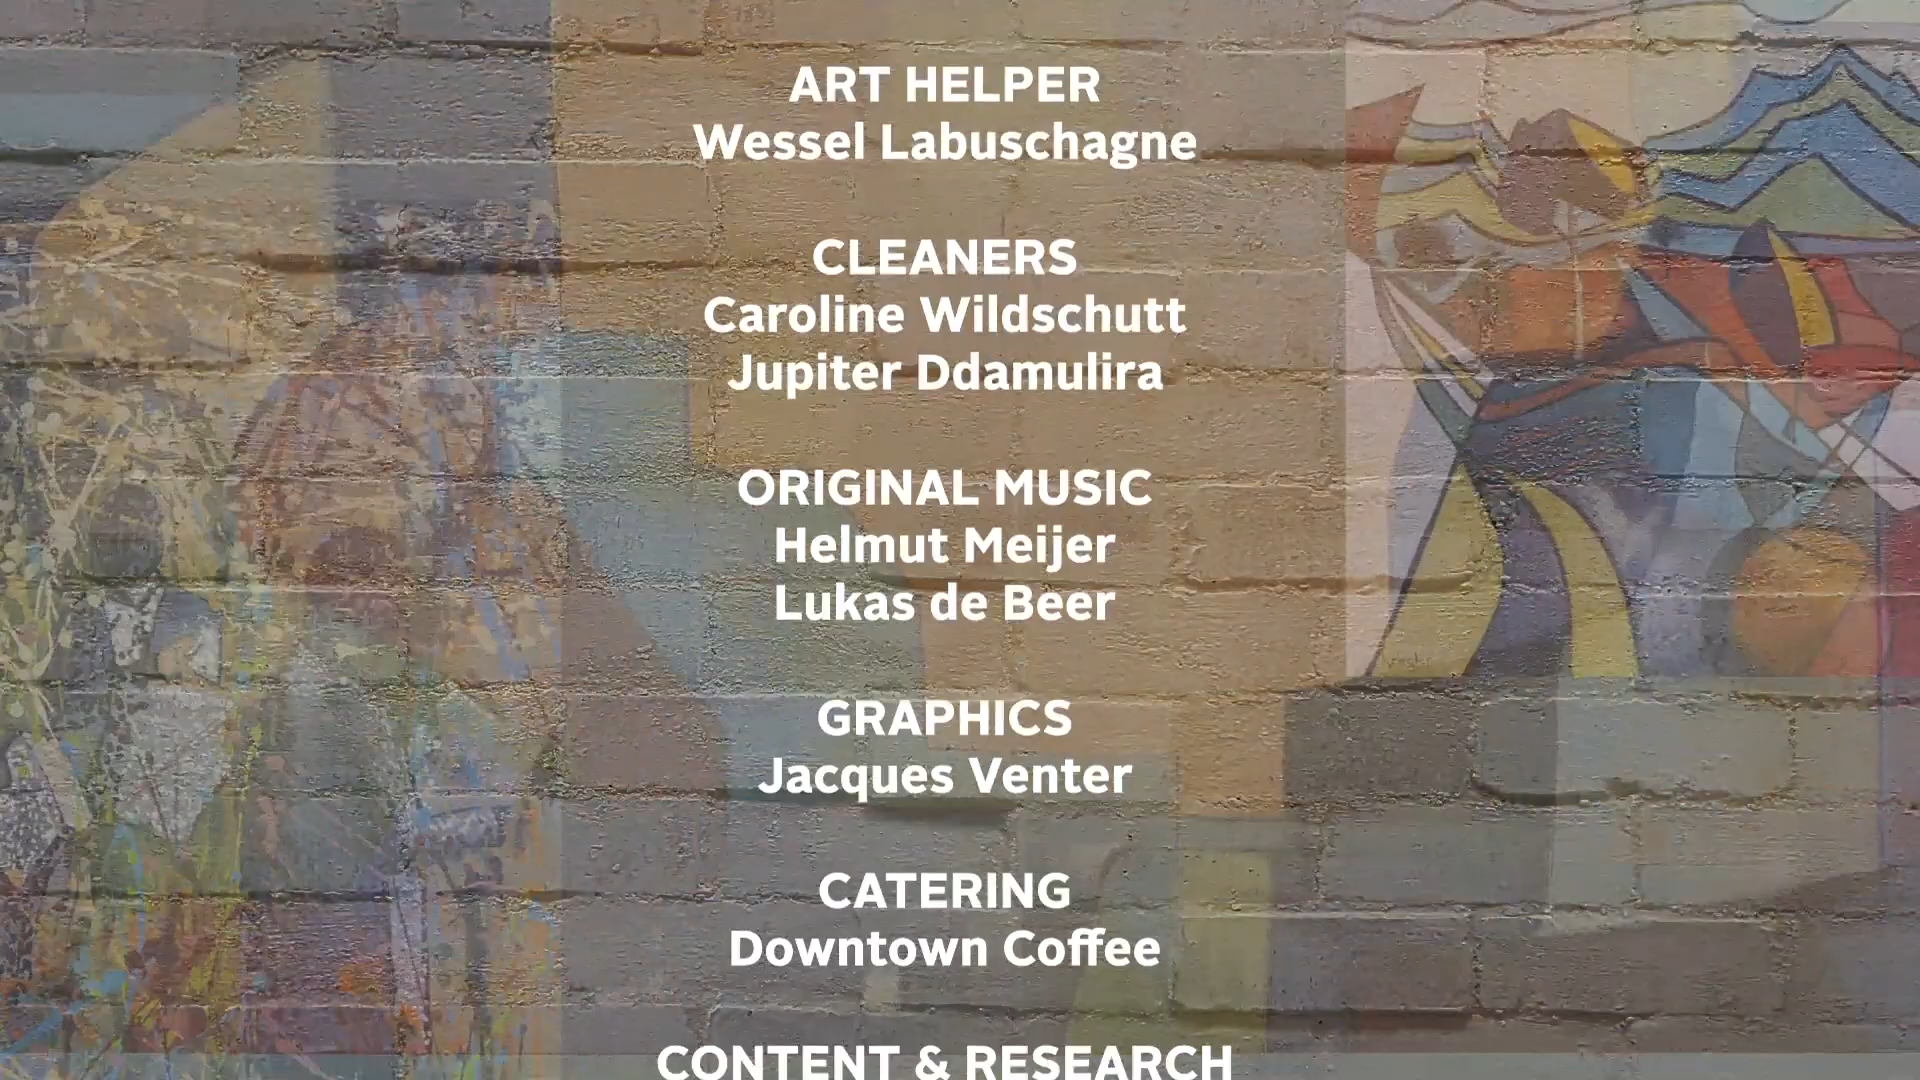 ART HELPER
Wessel Labuschagne
CLEANERS
Caroline Wildschutt
Jupiter Ddamulira
ORIGINAL MUSIC
Helmut Meijer
Lukas de Beer
GRAPHICS
Jacques Venter
CATERING
Downtown Coffee
CONTENT & RESEARCH